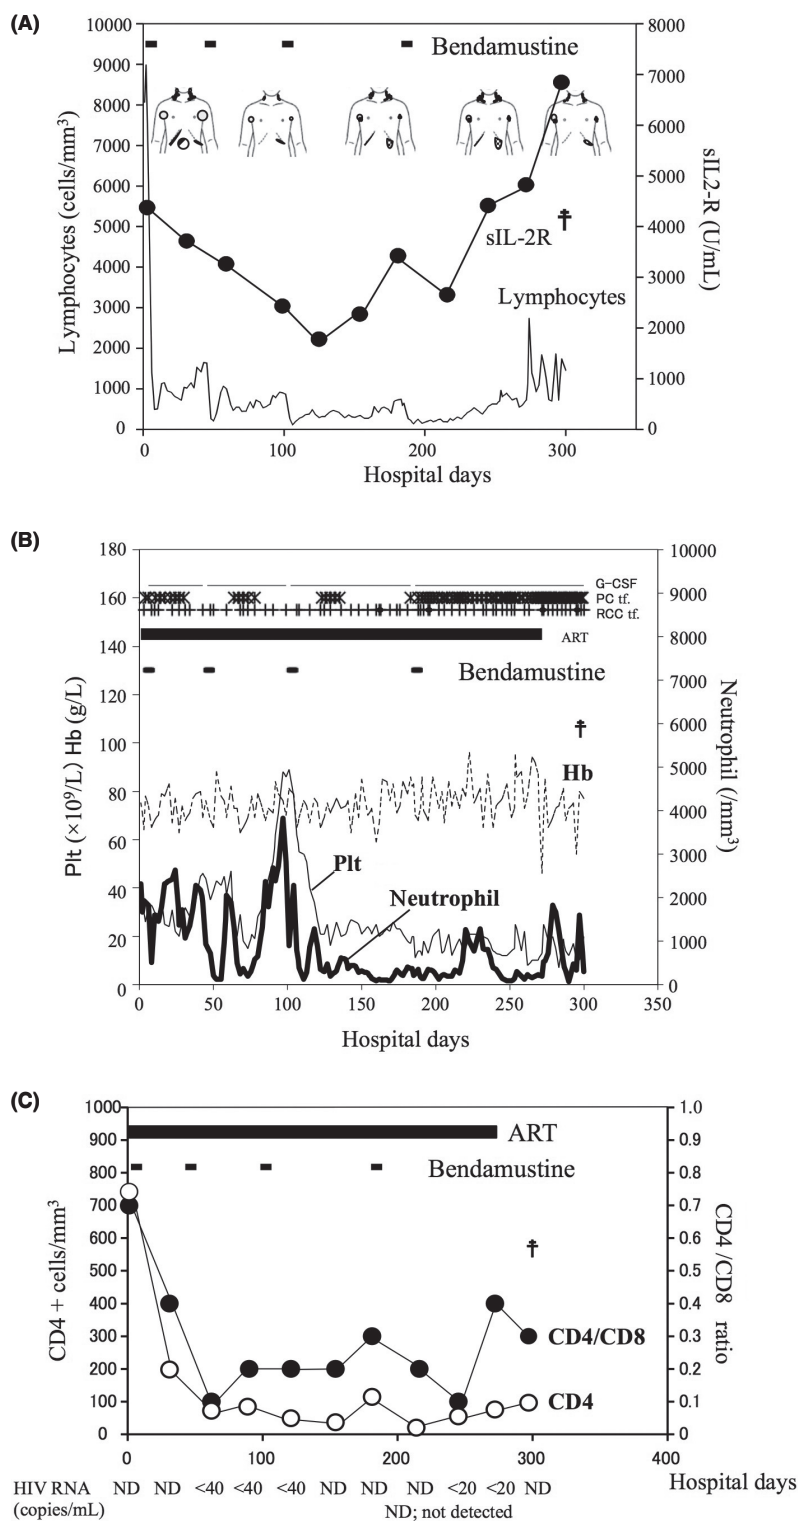 (A)
10000
9000
8000
7000
6000
5000
4000
3000
2000
1000
0
Lymphocytes (cells/mm³)
8000
7000
6000
5000
4000
3000
2000
1000
0
sIL2-R (U/mL)
Bendamustine
sIL-2R
Lymphocytes
0 100 200 300
Hospital days
(B)
180
160
140
120
100
80
60
40
20
0
Plt (×10⁹/L) Hb (g/L)
10000
9000
8000
7000
6000
5000
4000
3000
2000
1000
0
Neutrophil (/mm³)
G-CSF
PC tf.
RCC tf.
ART
Bendamustine
Hb
Plt
Neutrophil
0 50 100 150 200 250 300 350
Hospital days
(C)
1000
900
800
700
600
500
400
300
200
100
0
CD4 + cells/mm³
1.0
0.9
0.8
0.7
0.6
0.5
0.4
0.3
0.2
0.1
0
CD4 /CD8 ratio
ART
Bendamustine
CD4/CD8
CD4
0 100 200 300 400
Hospital days
HIV RNA
(copies/mL)
ND ND <40 <40 <40 ND ND ND <20 <20 ND
ND; not detected